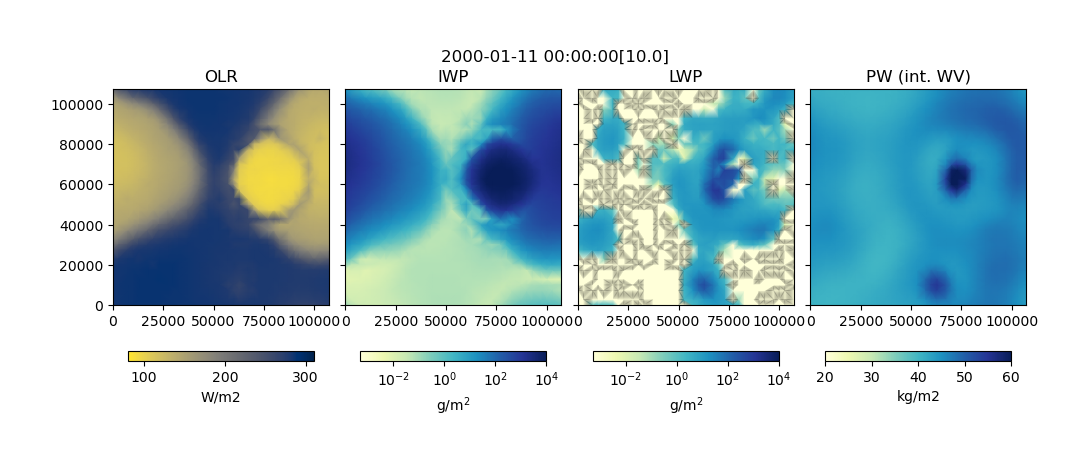 2000-01-11 00:00:00[10.0]
OLR IWP LWP PW (int. WV)
100000
80000
60000
40000
20000
0
0 25000 50000 75000 100000 0 25000 50000 75000 100000 0 25000 50000 75000 100000 0 25000 50000 75000 100000
100 200 300 10⁻² 10⁰ 10² 10⁴ 10⁻² 10⁰ 10² 10⁴ 20 30 40 50 60
W/m2 g/m² g/m² kg/m2